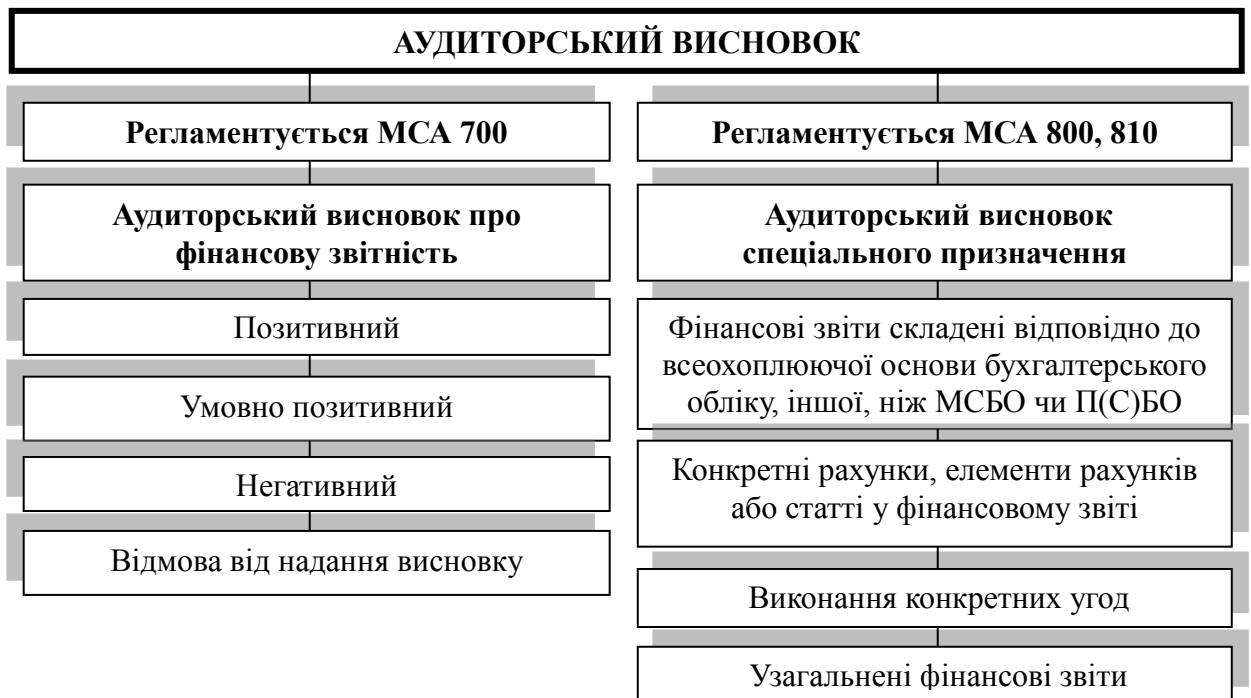 АУДИТОРСЬКИЙ ВИСНОВОК
Регламентується МСА 700
Аудиторський висновок про
фінансову звітність
Позитивний
Умовно позитивний
Негативний
Відмова від надання висновку
Регламентується МСА 800, 810
Аудиторський висновок
спеціального призначення
Фінансові звіти складені відповідно до
всеохоплюючої основи бухгалтерського
обліку, іншої, ніж МСБО чи П(С)БО
Конкретні рахунки, елементи рахунків
або статті у фінансовому звіті
Виконання конкретних угод
Узагальнені фінансові звіти